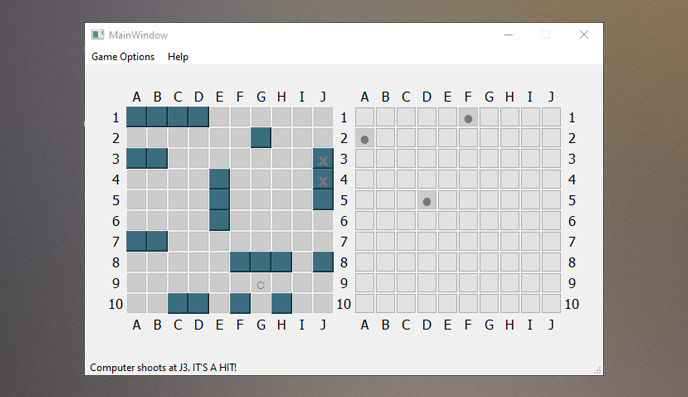 MainWindow
Game Options Help
A B C D E F G H I J A B C D E F G H I J
1 1 1
2 2 2
3 x 3 3
4 x 4 4
5 5 5
6 6 6
7 7 7
8 8 8
9 9 9
10 10 10
A B C D E F G H I J A B C D E F G H I J
Computer shoots at J3. IT'S A HIT!